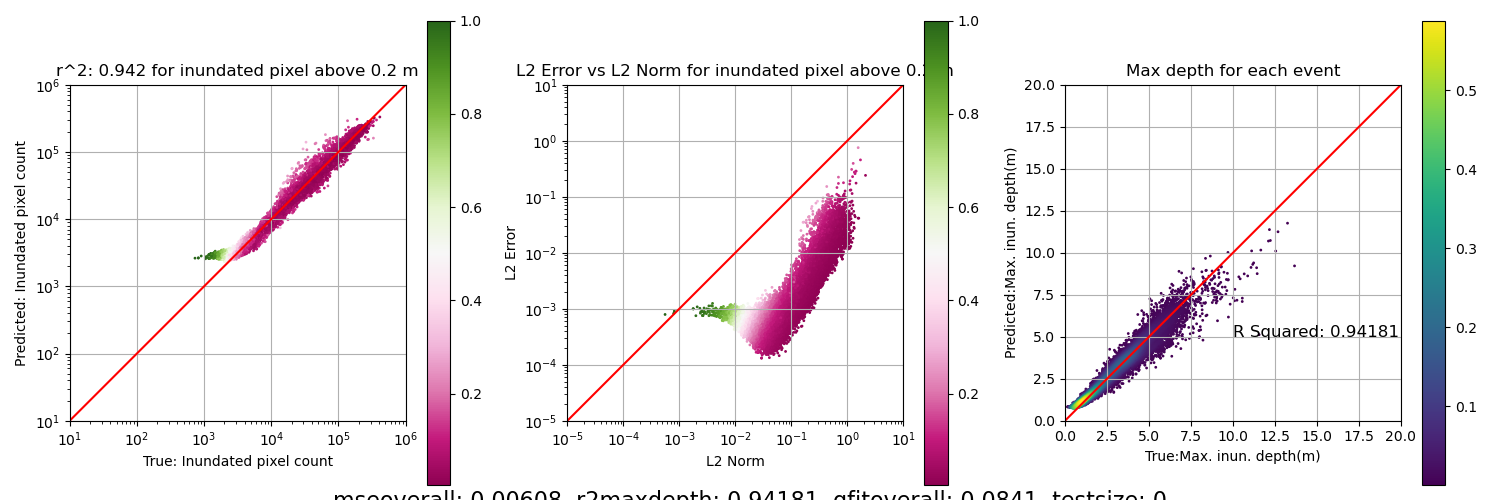 r^2: 0.942 for inundated pixel above 0.2 m
10^6
10^5
10^4
10^3
10^2
10^1
10^1 10^2 10^3 10^4 10^5 10^6
Predicted: Inundated pixel count
True: Inundated pixel count
1.0
0.8
0.6
0.4
0.2
L2 Error vs L2 Norm for inundated pixel above
10^1
10^0
10^−1
10^−2
10^−3
10^−4
10^−5
10^−5 10^−4 10^−3 10^−2 10^−1 10^0 10^1
L2 Error
L2 Norm
1.0
0.8
0.6
0.4
0.2
Max depth for each event
20.0
17.5
15.0
12.5
10.0
7.5
5.0
2.5
0.0
0.0 2.5 5.0 7.5 10.0 12.5 15.0 17.5 20.0
Predicted:Max. inun. depth(m)
True:Max. inun. depth(m)
R Squared: 0.94181
0.5
0.4
0.3
0.2
0.1
mseoverall: 0.00608, r2maxdepth: 0.94181, gfitoverall: 0.0841, testsize: 0